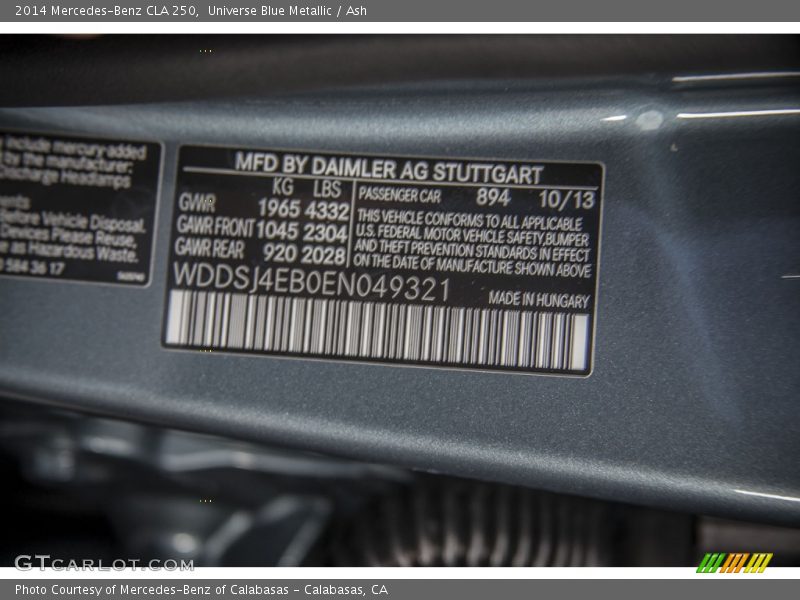 2014 Mercedes-Benz CLA 250,  Universe Blue Metallic / Ash
include mercury added
by the manufacturer:
Discharge Headlamps
Before Vehicle Disposal.
Devices Please Reuse,
as Hazardous Waste.
MFD BY DAIMLER AG STUTTGART
KG LBS
GVWR 1965 4332
GAWR FRONT 1045 2304
GAWR REAR 920 2028
PASSENGER CAR 894 10/13
THIS VEHICLE CONFORMS TO ALL APPLICABLE
U.S. FEDERAL MOTOR VEHICLE SAFETY, BUMPER
AND THEFT PREVENTION STANDARDS IN EFFECT
ON THE DATE OF MANUFACTURE SHOWN ABOVE
WDDSJ4EB0EN049321
MADE IN HUNGARY
GTCARLOT.COM
Photo Courtesy of Mercedes-Benz of Calabasas - Calabasas, CA